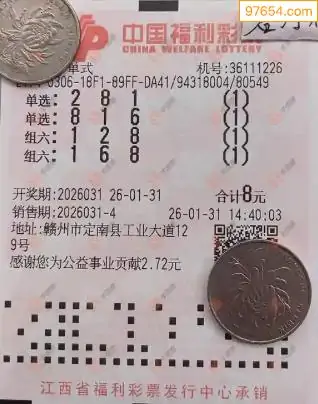 97654.com
中国福利彩
CHINA WELFARE LOTTERY
单式 机号:36111226
0306-18F1-89FF-DA41/94318004/80549
单选: 2 8 1 (1)
单选: 8 1 6 (1)
组六: 1 2 8 (1)
组六: 1 6 8 (1)
开奖期:2026031 26-01-31 合计8元
销售期:2026031-4 26-01-31 14:40:03
地址:赣州市定南县工业大道12
9号
感谢您为公益事业贡献2.72元
江西省福利彩票发行中心承销